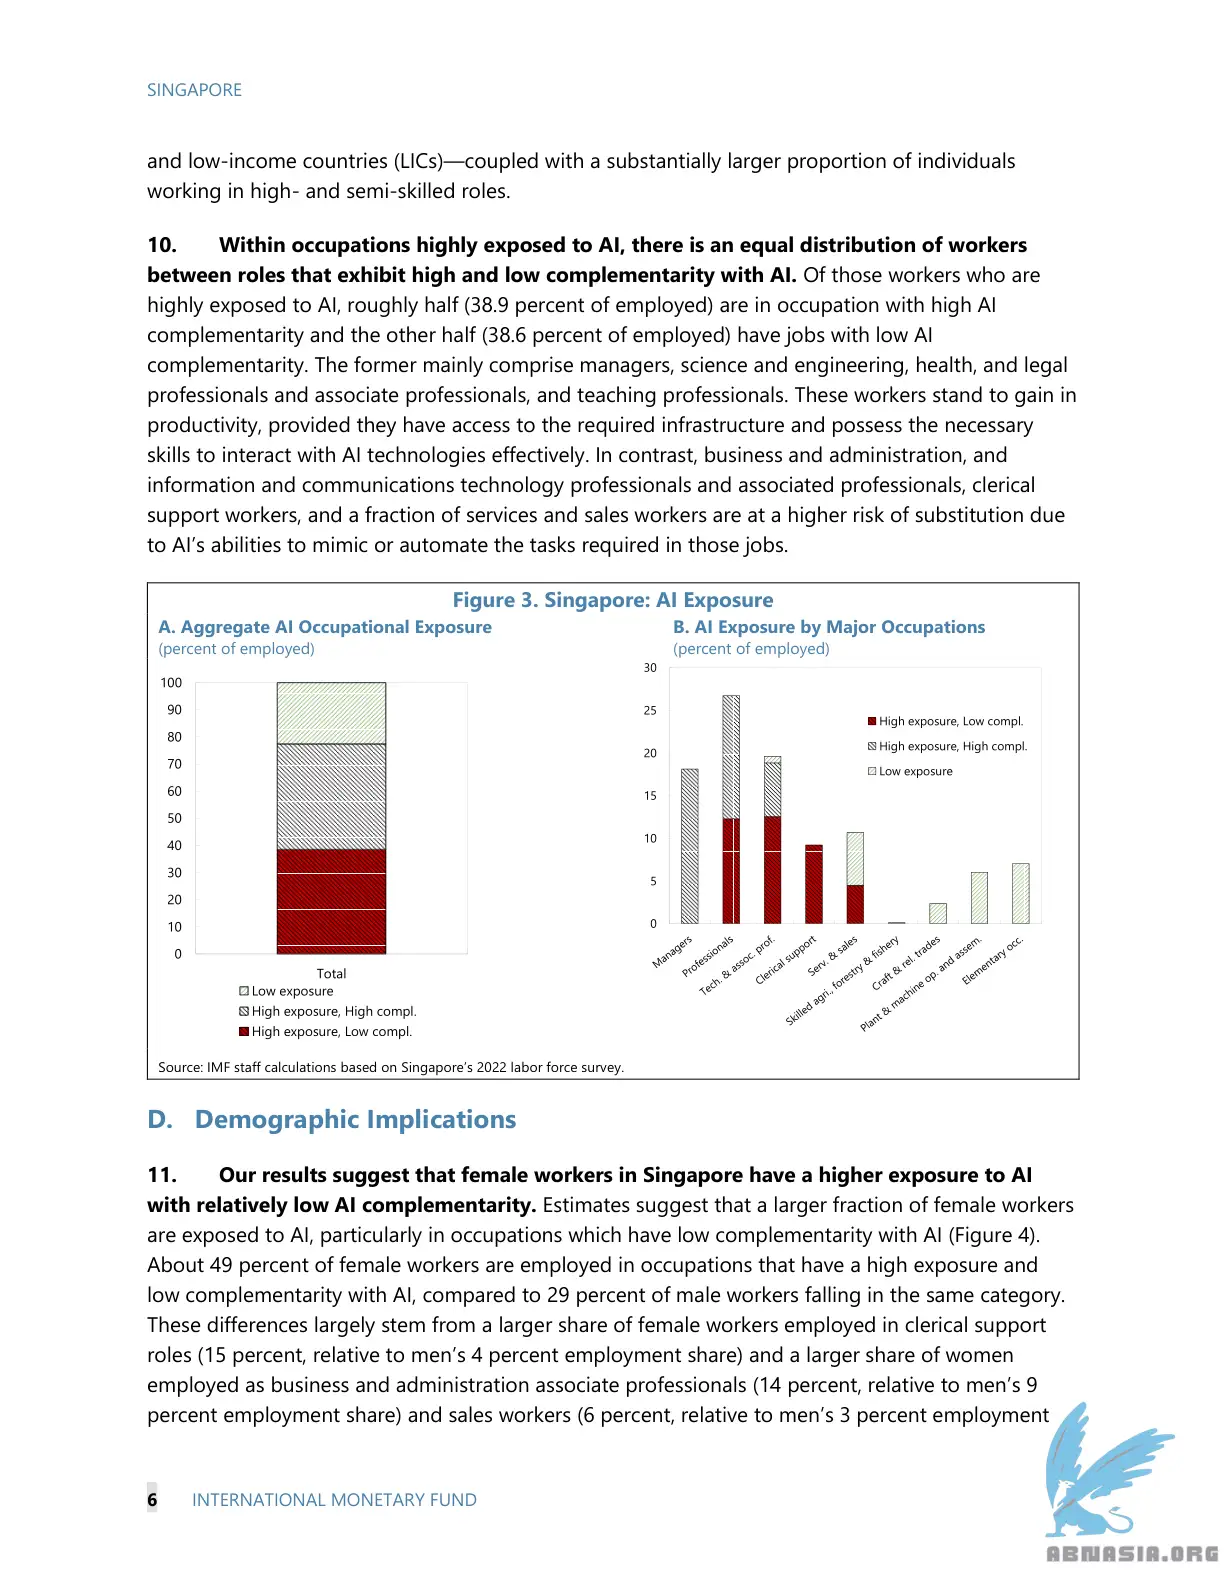 SINGAPORE
and low-income countries (LICs)—coupled with a substantially larger proportion of individuals
working in high- and semi-skilled roles.
10. Within occupations highly exposed to AI, there is an equal distribution of workers
between roles that exhibit high and low complementarity with AI. Of those workers who are
highly exposed to AI, roughly half (38.9 percent of employed) are in occupation with high AI
complementarity and the other half (38.6 percent of employed) have jobs with low AI
complementarity. The former mainly comprise managers, science and engineering, health, and legal
professionals and associate professionals, and teaching professionals. These workers stand to gain in
productivity, provided they have access to the required infrastructure and possess the necessary
skills to interact with AI technologies effectively. In contrast, business and administration, and
information and communications technology professionals and associated professionals, clerical
support workers, and a fraction of services and sales workers are at a higher risk of substitution due
to AI’s abilities to mimic or automate the tasks required in those jobs.
Figure 3. Singapore: AI Exposure
A. Aggregate AI Occupational Exposure
(percent of employed)
100
90
80
70
60
50
40
30
20
10
0
Total
Low exposure
High exposure, High compl.
High exposure, Low compl.
B. AI Exposure by Major Occupations
(percent of employed)
30
25
20
15
10
5
0
High exposure, Low compl.
High exposure, High compl.
Low exposure
Managers
Professionals
Tech. & assoc. prof.
Clerical support
Serv. & sales
Skilled agri., forestry & fishery
Craft & rel. trades
Plant & machine op. and assem.
Elementary occ.
Source: IMF staff calculations based on Singapore’s 2022 labor force survey.
D. Demographic Implications
11. Our results suggest that female workers in Singapore have a higher exposure to AI
with relatively low AI complementarity. Estimates suggest that a larger fraction of female workers
are exposed to AI, particularly in occupations which have low complementarity with AI (Figure 4).
About 49 percent of female workers are employed in occupations that have a high exposure and
low complementarity with AI, compared to 29 percent of male workers falling in the same category.
These differences largely stem from a larger share of female workers employed in clerical support
roles (15 percent, relative to men’s 4 percent employment share) and a larger share of women
employed as business and administration associate professionals (14 percent, relative to men’s 9
percent employment share) and sales workers (6 percent, relative to men’s 3 percent employment
6 INTERNATIONAL MONETARY FUND
ABNASIA.ORG